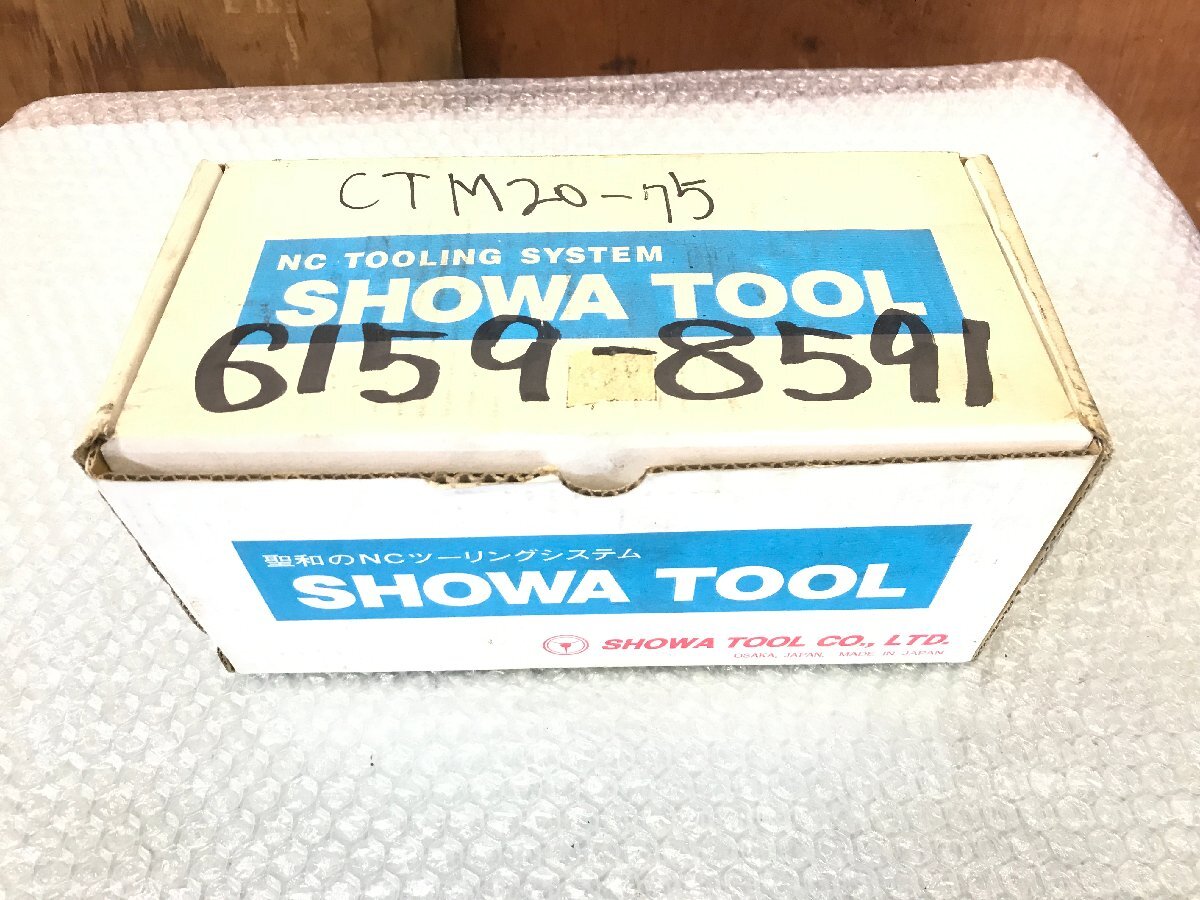 CTM20-75
NC TOOLING SYSTEM
SHOWA TOOL
6159-8591
聖和のNCツーリングシステム
SHOWA TOOL
SHOWA TOOL CO., LTD.
OSAKA, JAPAN. MADE IN JAPAN